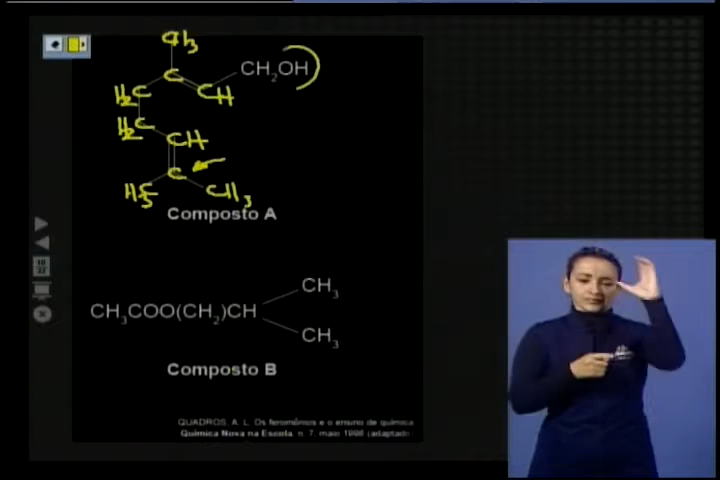 CH3
C
CH2OH
H2C
CH
H2C
CH
C
H3C
CH3
Composto A
CH3
CH3COO(CH2)CH
CH3
Composto B
QUADROS, A. L. Os feromônios e o ensino de química
Química Nova na Escola, n. 7, maio 1998 (adaptado